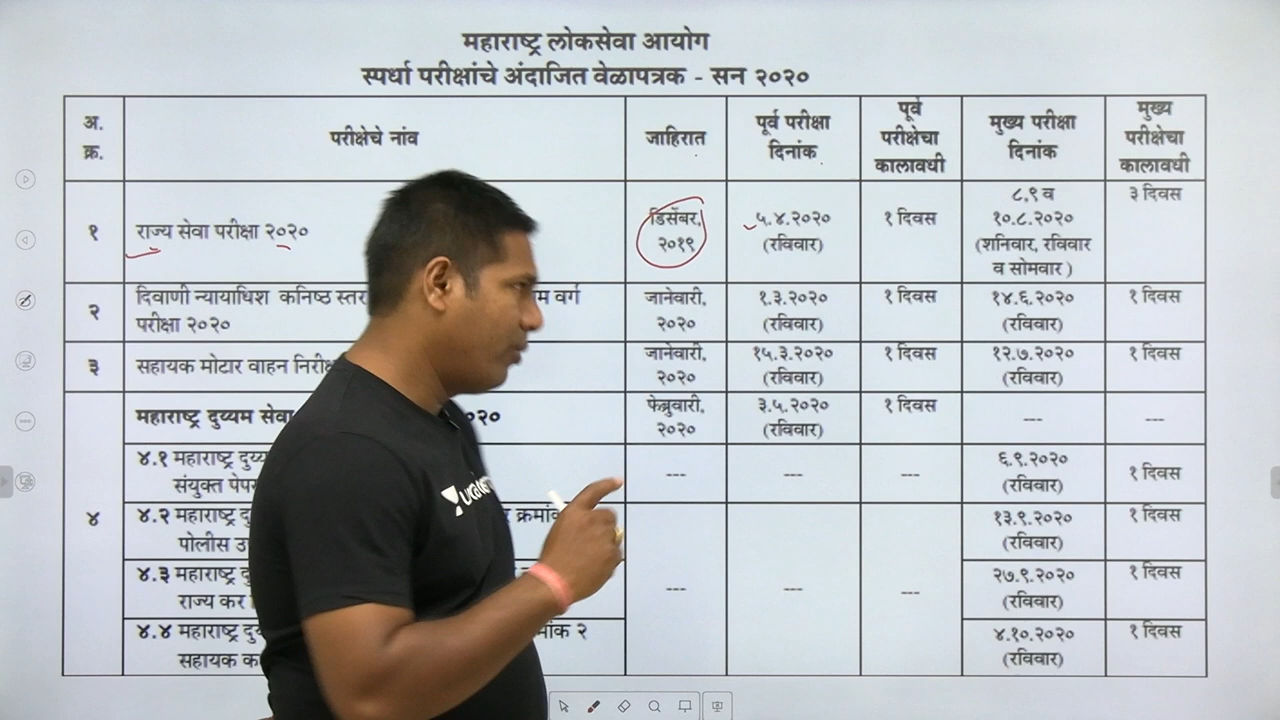 महाराष्ट्र लोकसेवा आयोग
स्पर्धा परीक्षांचे अंदाजित वेळापत्रक - सन २०२०
अ. क्र.
परीक्षेचे नांव
जाहिरात
पूर्व परीक्षा दिनांक
पूर्व परीक्षेचा कालावधी
मुख्य परीक्षा दिनांक
मुख्य परीक्षेचा कालावधी
१
राज्य सेवा परीक्षा २०२०
डिसेंबर, २०१९
५.४.२०२०
(रविवार)
१ दिवस
८,९ व
१०.८.२०२०
(शनिवार, रविवार
व सोमवार )
३ दिवस
२
दिवाणी न्यायाधिश कनिष्ठ स्तर
वर्ग
परीक्षा २०२०
जानेवारी,
२०२०
१.३.२०२०
(रविवार)
१ दिवस
१४.६.२०२०
(रविवार)
१ दिवस
३
सहायक मोटार वाहन
जानेवारी,
२०२०
१५.३.२०२०
(रविवार)
१ दिवस
१२.७.२०२०
(रविवार)
१ दिवस
४
महाराष्ट्र दुय्यम सेवा
फेब्रुवारी,
२०२०
३.५.२०२०
(रविवार)
१ दिवस
---
---
४.१ महाराष्ट्र
संयुक्त
---
---
---
६.९.२०२०
(रविवार)
१ दिवस
४.२ महाराष्ट्र
पोलीस
१३.९.२०२०
(रविवार)
१ दिवस
४.३ महाराष्ट्र
राज्य कर
---
---
---
२७.९.२०२०
(रविवार)
१ दिवस
४.४ महाराष्ट्र
२
४.१०.२०२०
(रविवार)
१ दिवस